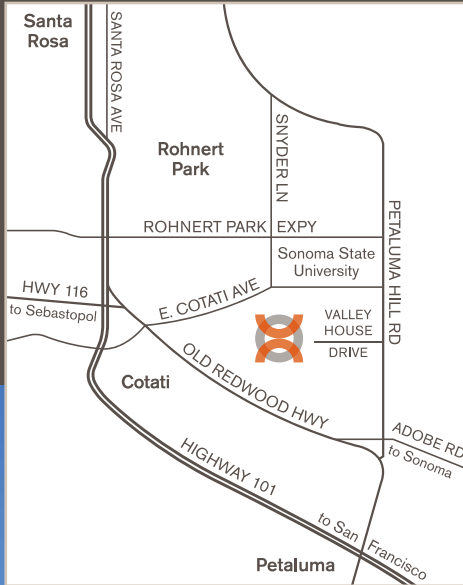 Santa
Rosa
SANTA ROSA AVE
Rohnert
Park
SNYDER LN
ROHNERT PARK EXPY
PETALUMA HILL RD
Sonoma State
University
HWY 116
to Sebastopol
E. COTATI AVE
VALLEY
HOUSE
DRIVE
Cotati
OLD REDWOOD HWY
ADOBE RD
to Sonoma
HIGHWAY 101
to San Francisco
Petaluma